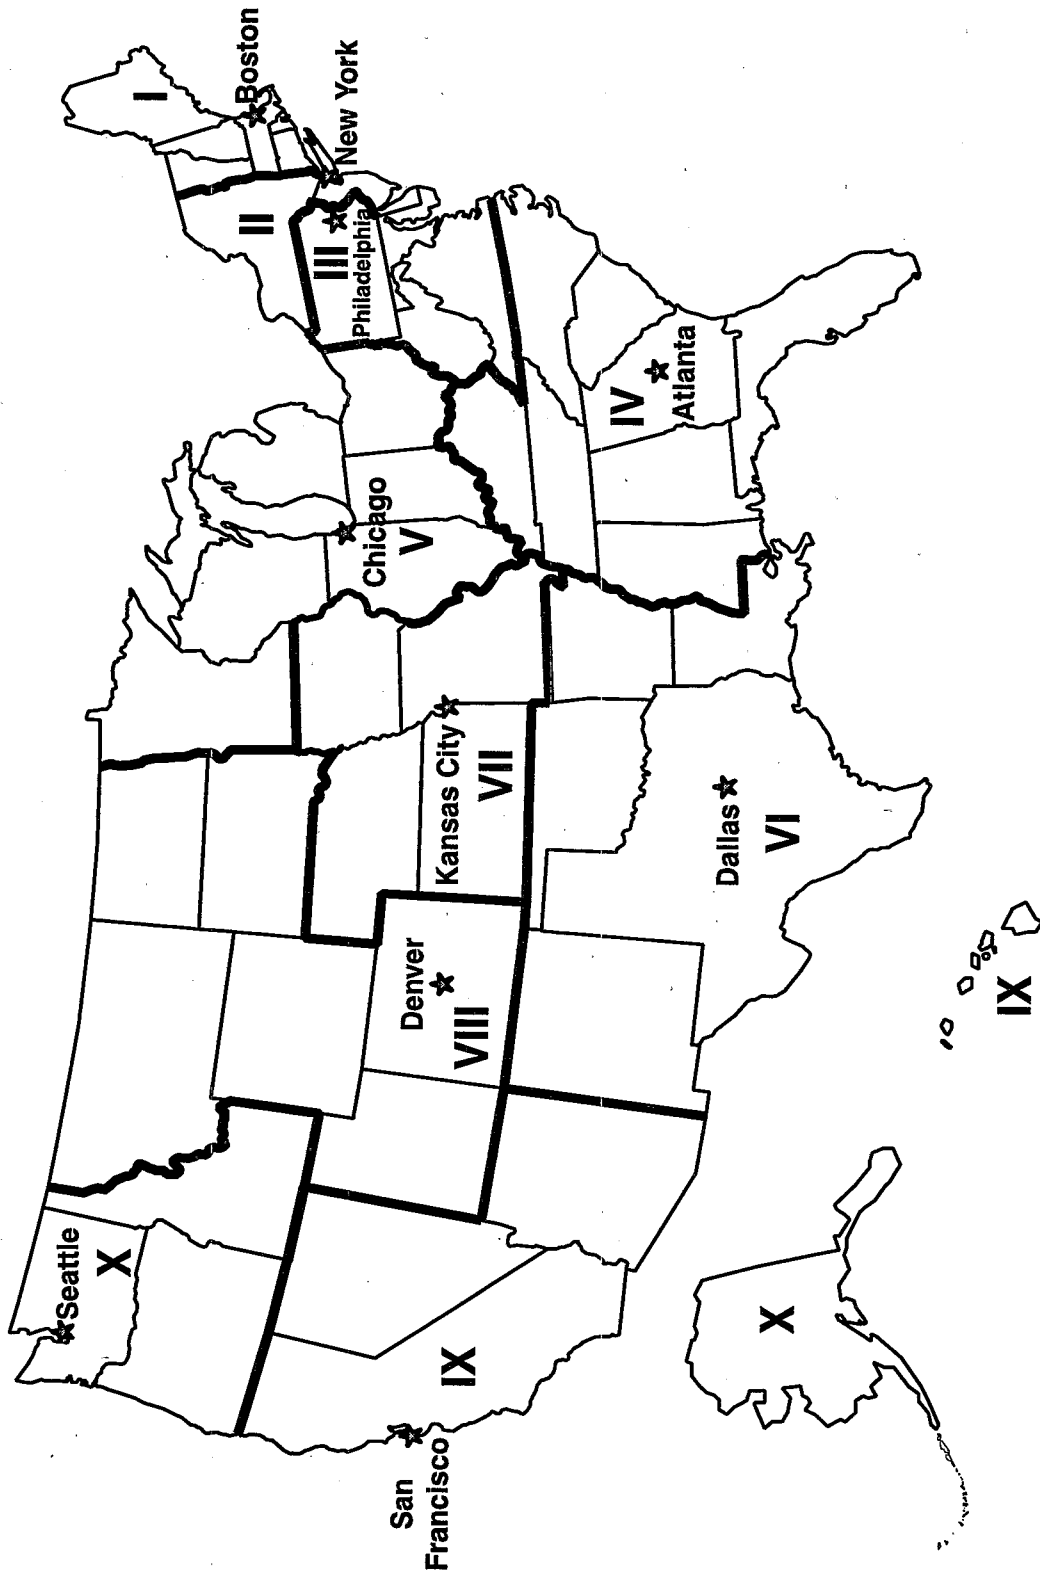 Seattle
X
San
Francisco
IX
Denver
VIII
Kansas City
VII
Dallas
VI
Chicago
V
I
Boston
II
New York
III
Philadelphia
IV
Atlanta
X
IX